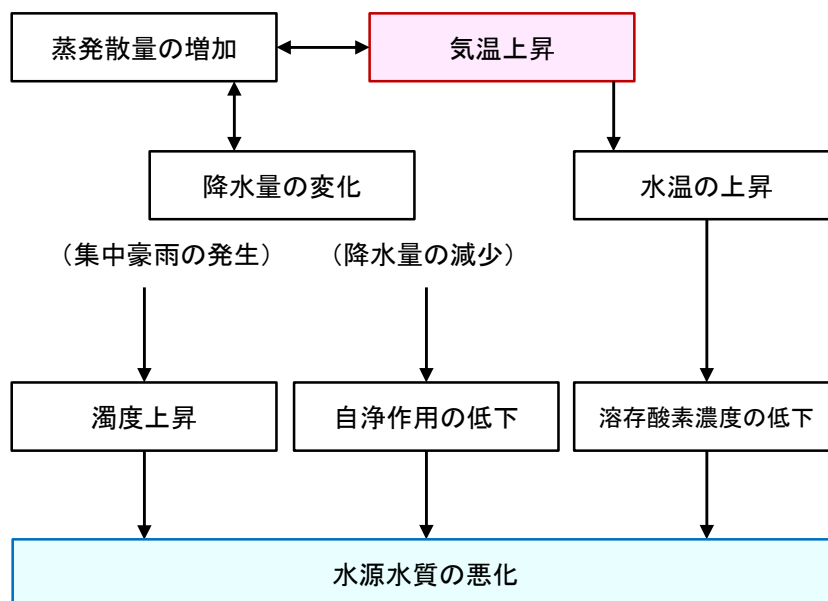 蒸発散量の増加
気温上昇
降水量の変化
水温の上昇
（集中豪雨の発生）
（降水量の減少）
濁度上昇
自浄作用の低下
溶存酸素濃度の低下
水源水質の悪化